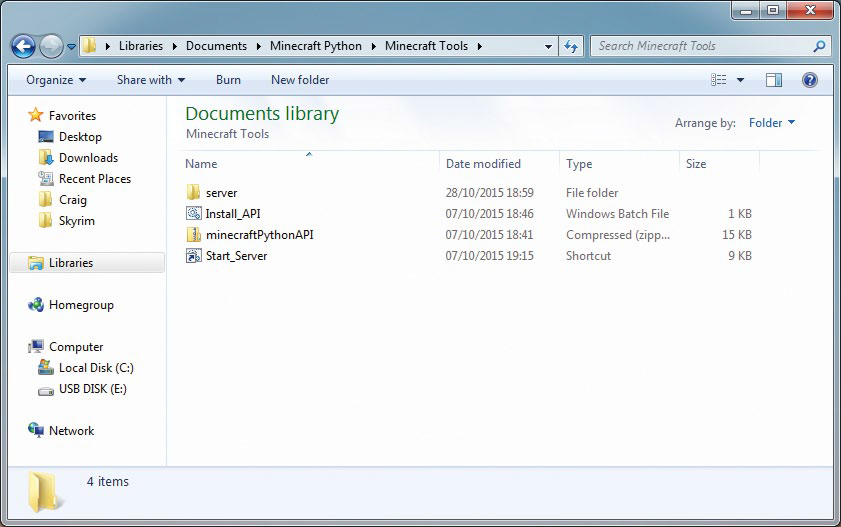 Libraries Documents Minecraft Python Minecraft Tools Search Minecraft Tools
Organize Share with Burn New folder
Favorites
Desktop
Downloads
Recent Places
Craig
Skyrim
Libraries
Homegroup
Computer
Local Disk (C:)
USB DISK (E:)
Network
Documents library
Minecraft Tools
Arrange by: Folder
Name Date modified Type Size
server 28/10/2015 18:59 File folder
Install_API 07/10/2015 18:46 Windows Batch File 1 KB
minecraftPythonAPI 07/10/2015 18:41 Compressed (zipp... 15 KB
Start_Server 07/10/2015 19:15 Shortcut 9 KB
4 items